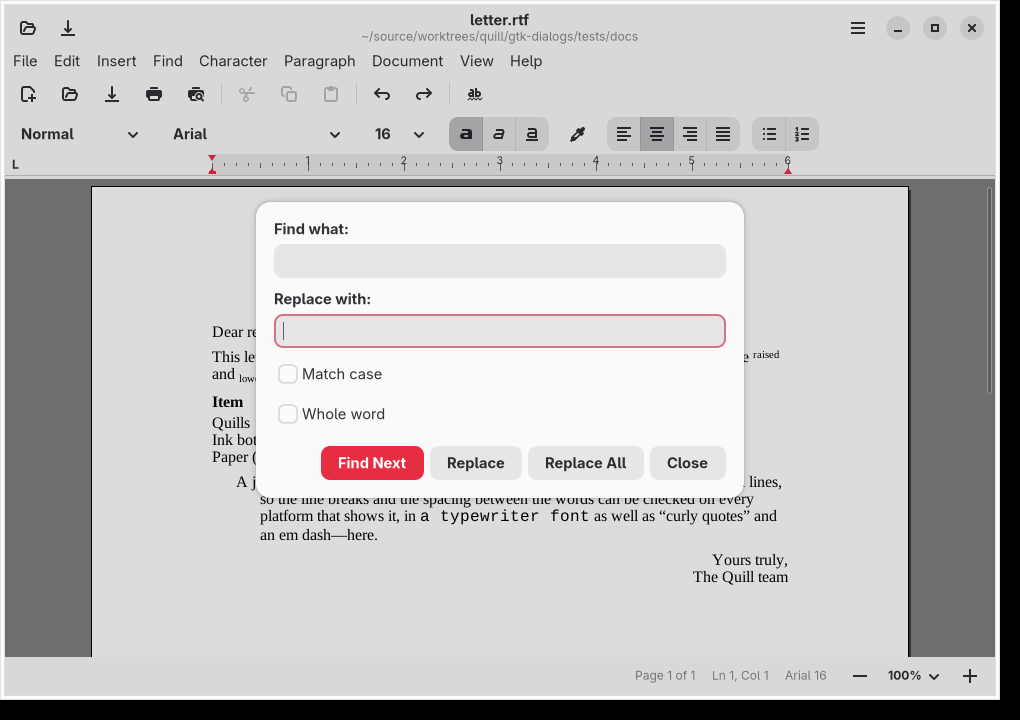 letter.rtf
~/source/worktrees/quill/gtk-dialogs/tests/docs
File Edit Insert Find Character Paragraph Document View Help
ab
Normal Arial 16 a a a
L 1 2 3 4 5 6
Find what:
Replace with:
Dear
This raised
and
Match case
Item
Whole word
Quills
Ink
Paper
Find Next Replace Replace All Close
A lines,
so the line breaks and the spacing between the words can be checked on every
platform that shows it, in a typewriter font as well as “curly quotes” and
an em dash—here.
Yours truly,
The Quill team
Page 1 of 1 Ln 1, Col 1 Arial 16 100%